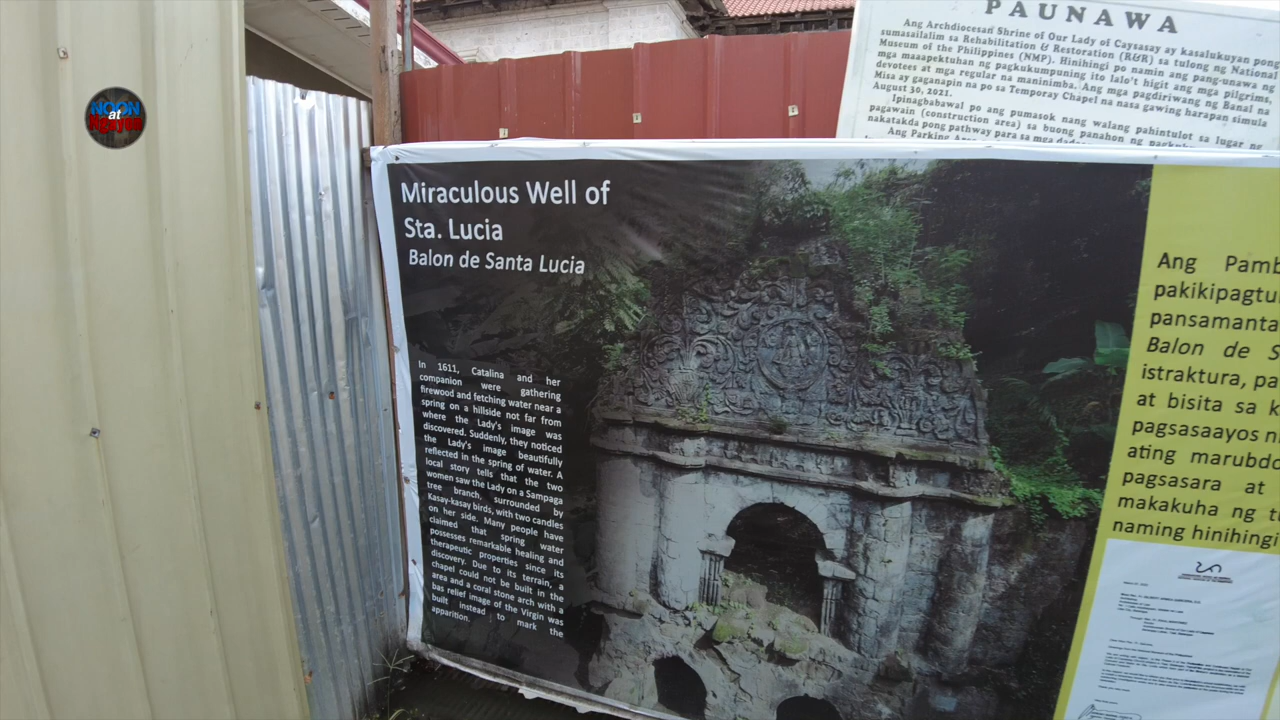 NOON
at
Ngayon
PAUNAWA
Ang Archdiocesan Shrine of Our Lady of Caysasay ay kasalukuyan pong
sumasailalim sa Rehabilitation & Restoration (R&R) sa tulong ng National
Museum of the Philippines (NMP). Hinihingi po namin ang pang-unawa ng
mga maaapektuhan ng pagkukumpuning ito lalo't higit ang mga pilgrims,
devotees at mga regular na maninimba. Ang mga pagdiriwang ng Banal na
Misa ay gaganapin na po sa Temporay Chapel na nasa gawing harapan simula
August 30, 2021.
Ipinagbabawal po ang pumasok nang walang pahintulot sa lugar ng
pagawain (construction area) sa buong panahon ng
nakatakda pong pathway para sa mga
Ang Parking
Miraculous Well of
Sta. Lucia
Balon de Santa Lucia
In 1611, Catalina and her
companion were gathering
firewood and fetching water near a
spring on a hillside not far from
where the Lady's image was
discovered. Suddenly, they noticed
the Lady's image beautifully
reflected in the spring of water. A
local story tells that the two
women saw the Lady on a Sampaga
tree branch, surrounded by
Kasay-kasay birds, with two candles
on her side. Many people have
claimed that spring water
possesses remarkable healing and
therapeutic properties since its
discovery. Due to its terrain, a
chapel could not be built in the
area and a coral stone arch with a
bas relief image of the Virgin was
built instead to mark the
apparition.
Ang Pamb
pakikipagtu
pansamanta
Balon de S
istraktura, pa
at bisita sa k
pagsasaayos n
ating marubdo
pagsasara at
makakuha ng tu
naming hinihingi